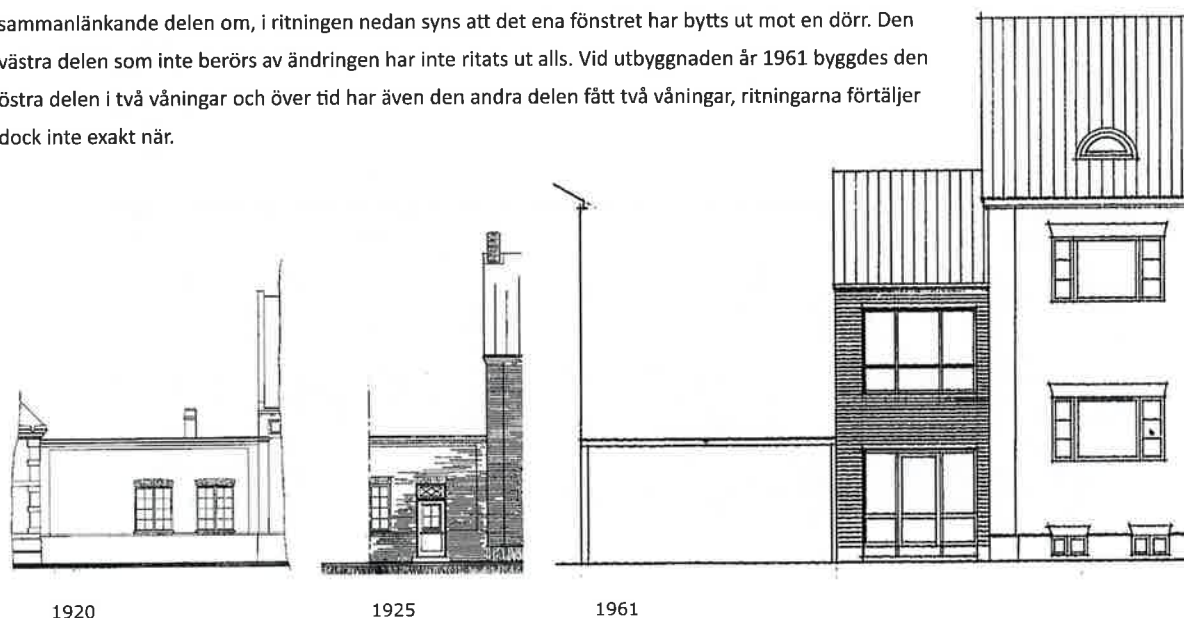 sammanlänkande delen om, i ritningen nedan syns att det ena fönstret har bytts ut mot en dörr. Den
västra delen som inte berörs av ändringen har inte ritats ut alls. Vid utbyggnaden år 1961 byggdes den
östra delen i två våningar och över tid har även den andra delen fått två våningar, ritningarna förtäljer
dock inte exakt när.
1920 1925 1961